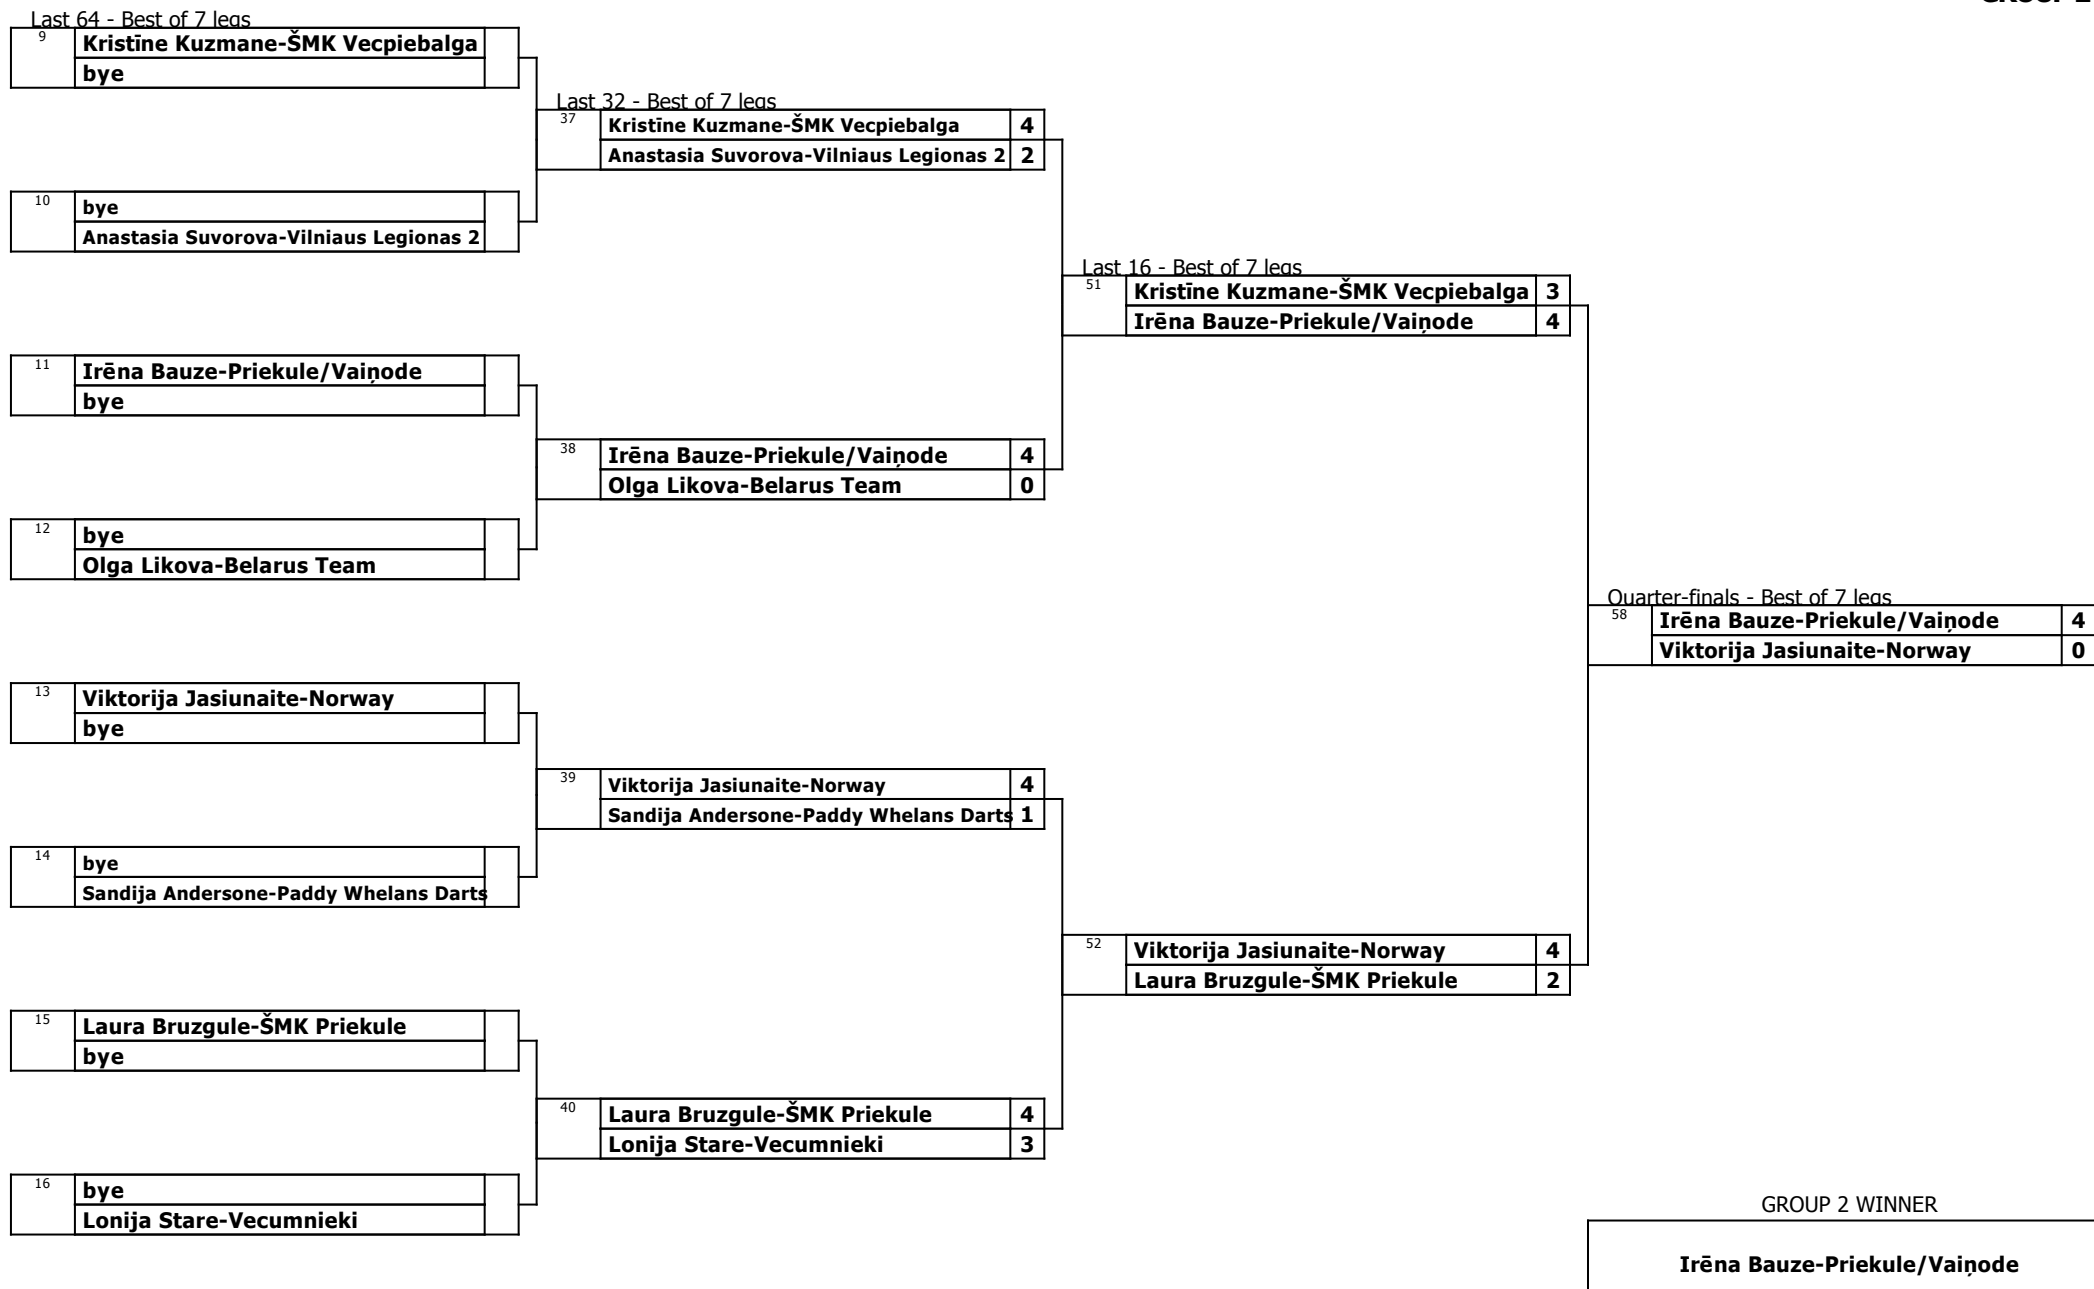 Last 64 - Best of 7 legs
9
Kristīne Kuzmane-ŠMK Vecpiebalga
bye
10
bye
Anastasia Suvorova-Vilniaus Legionas 2
11
Irēna Bauze-Priekule/Vaiņode
bye
12
bye
Olga Likova-Belarus Team
13
Viktorija Jasiunaite-Norway
bye
14
bye
Sandija Andersone-Paddy Whelans Darts
15
Laura Bruzgule-ŠMK Priekule
bye
16
bye
Lonija Stare-Vecumnieki
Last 32 - Best of 7 legs
37
Kristīne Kuzmane-ŠMK Vecpiebalga 4
Anastasia Suvorova-Vilniaus Legionas 2 2
38
Irēna Bauze-Priekule/Vaiņode 4
Olga Likova-Belarus Team 0
39
Viktorija Jasiunaite-Norway 4
Sandija Andersone-Paddy Whelans Darts 1
40
Laura Bruzgule-ŠMK Priekule 4
Lonija Stare-Vecumnieki 3
Last 16 - Best of 7 legs
51
Kristīne Kuzmane-ŠMK Vecpiebalga 3
Irēna Bauze-Priekule/Vaiņode 4
52
Viktorija Jasiunaite-Norway 4
Laura Bruzgule-ŠMK Priekule 2
Quarter-finals - Best of 7 legs
58
Irēna Bauze-Priekule/Vaiņode 4
Viktorija Jasiunaite-Norway 0
GROUP 2 WINNER
Irēna Bauze-Priekule/Vaiņode